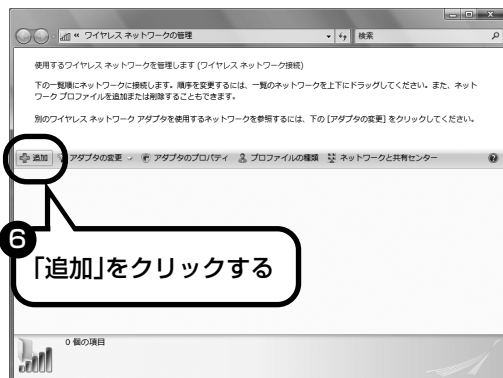 ワイヤレス ネットワークの管理
検索
使用するワイヤレス ネットワークを管理します (ワイヤレス ネットワーク接続)
下の一覧順にネットワークに接続します。順序を変更するには、一覧のネットワークを上下にドラッグしてください。また、ネット
ワーク プロファイルを追加または削除することもできます。
別のワイヤレス ネットワーク アダプタを使用するネットワークを参照するには、下の [アダプタの変更] をクリックしてください。
追加 アダプタの変更 アダプタのプロパティ プロファイルの種類 ネットワークと共有センター
6
「追加」をクリックする
0 個の項目